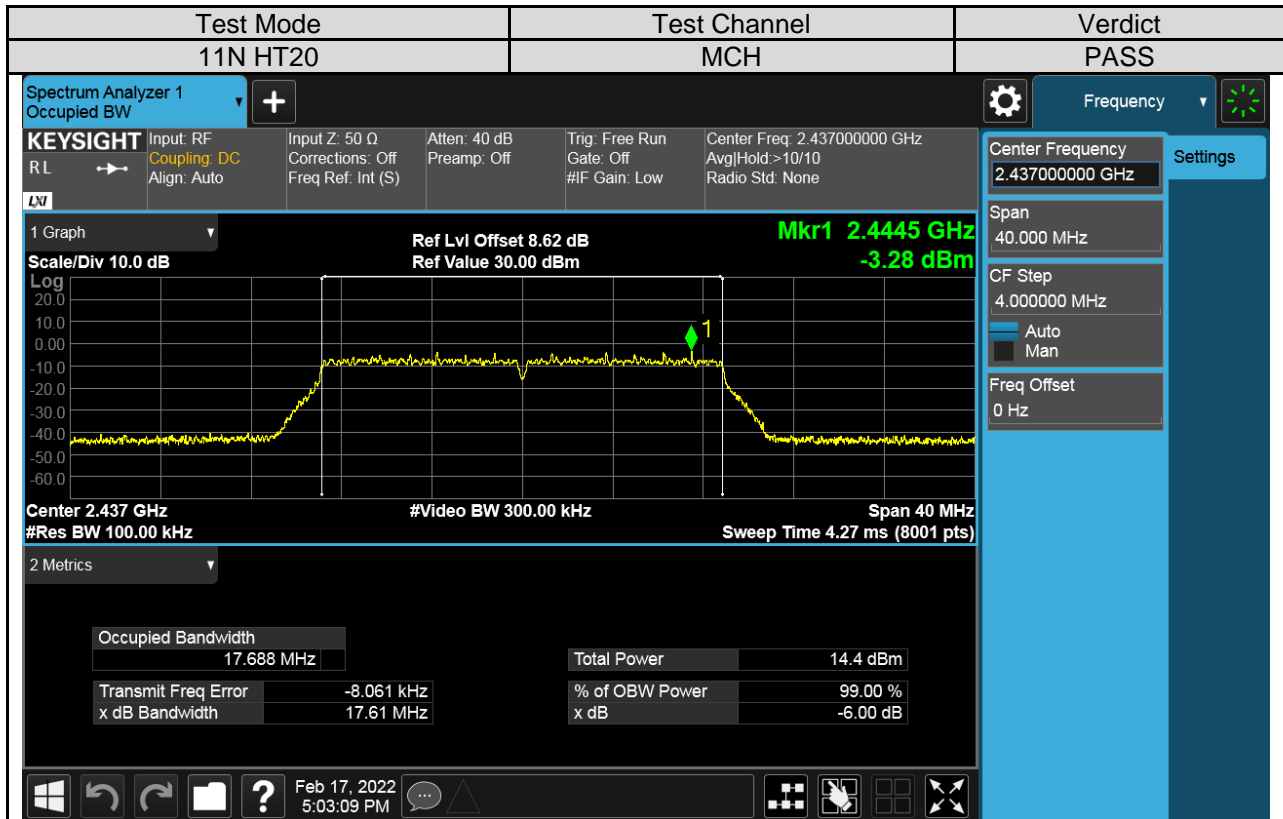 Test Mode Test Channel Verdict
11N HT20 MCH PASS
Spectrum Analyzer 1
Occupied BW
+
Frequency
KEYSIGHT Input: RF Input Z: 50 Ω Atten: 40 dB Trig: Free Run Center Freq: 2.437000000 GHz
R L Coupling: DC Corrections: Off Preamp: Off Gate: Off Avg|Hold:>10/10
Align: Auto Freq Ref: Int (S) #IF Gain: Low Radio Std: None
LXI
Center Frequency
2.437000000 GHz
Settings
Span
40.000 MHz
CF Step
4.000000 MHz
Auto
Man
Freq Offset
0 Hz
1 Graph
Ref Lvl Offset 8.62 dB
Mkr1 2.4445 GHz
Scale/Div 10.0 dB Ref Value 30.00 dBm -3.28 dBm
Log
20.0
10.0
0.00
-10.0
-20.0
-30.0
-40.0
-50.0
-60.0
1
Center 2.437 GHz #Video BW 300.00 kHz Span 40 MHz
#Res BW 100.00 kHz Sweep Time 4.27 ms (8001 pts)
2 Metrics
Occupied Bandwidth
17.688 MHz
Total Power 14.4 dBm
Transmit Freq Error -8.061 kHz % of OBW Power 99.00 %
x dB Bandwidth 17.61 MHz x dB -6.00 dB
?
Feb 17, 2022
5:03:09 PM